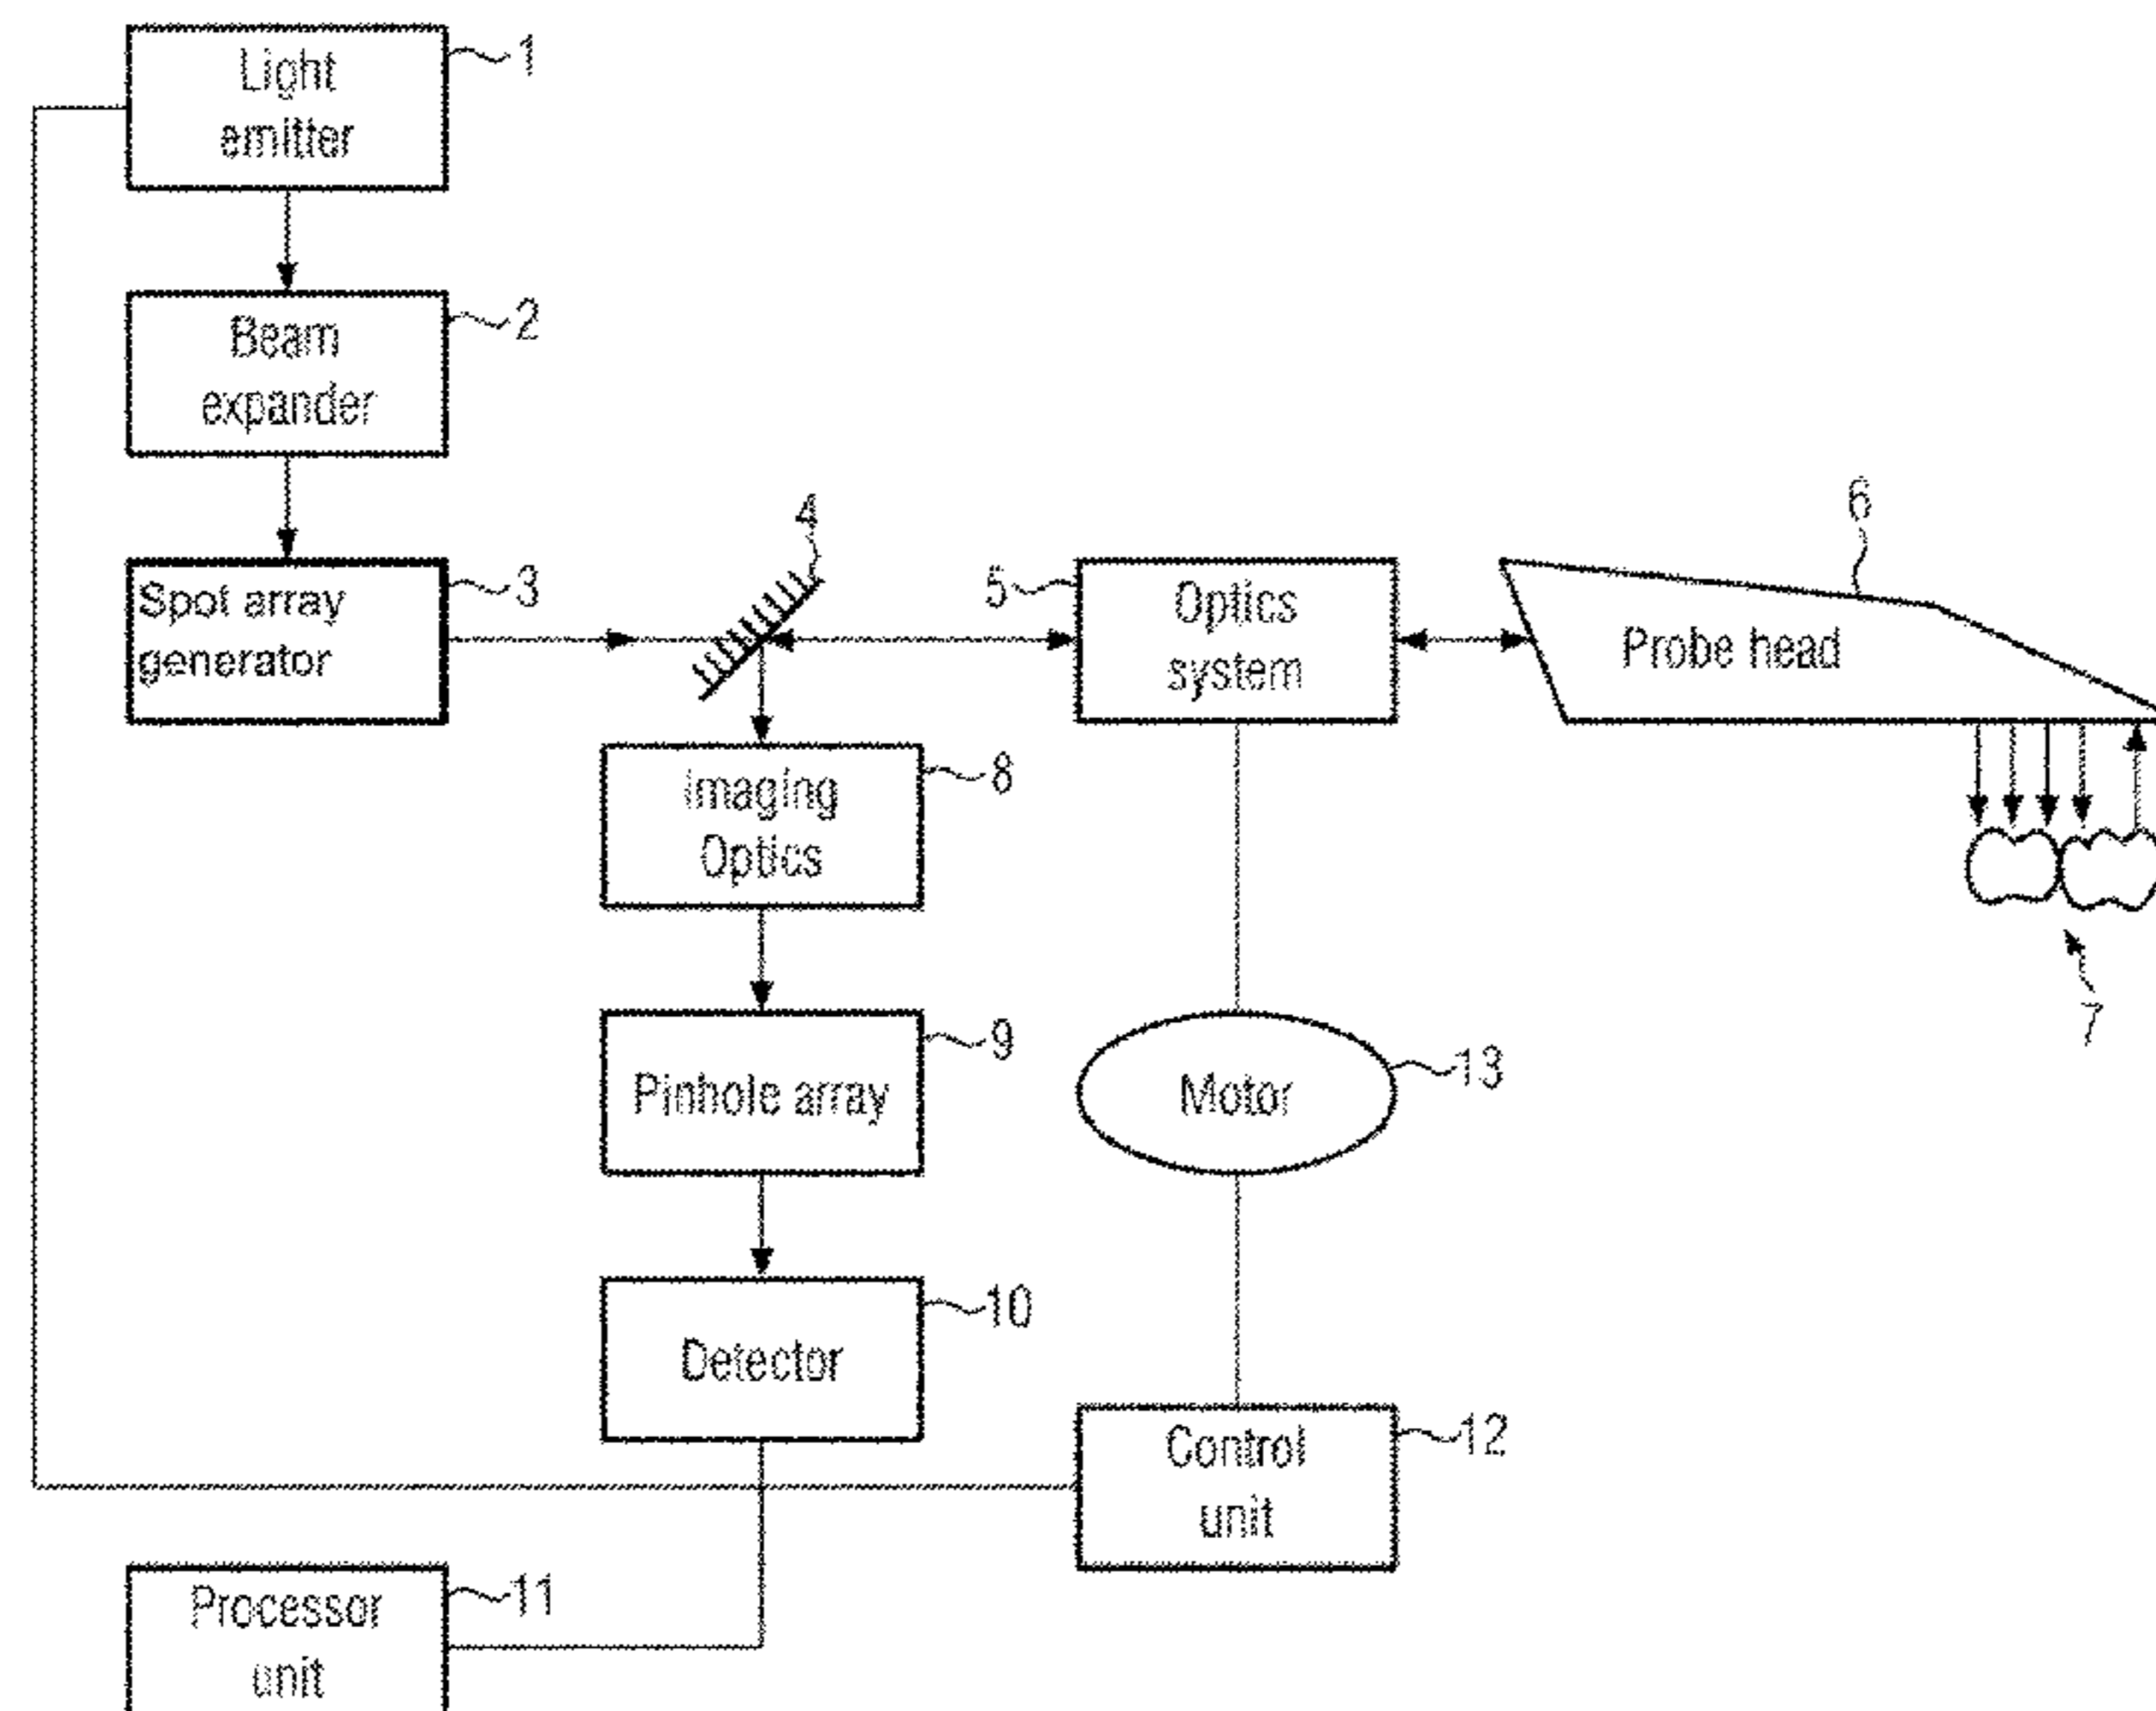 Light
emitter
1
Beam
expander
2
Spot array
generator
3
4
5
Optics
system
6
Probe head
7
Imaging
Optics
8
Pinhole array
9
Motor
13
Detector
10
Control
unit
12
Processor
unit
11